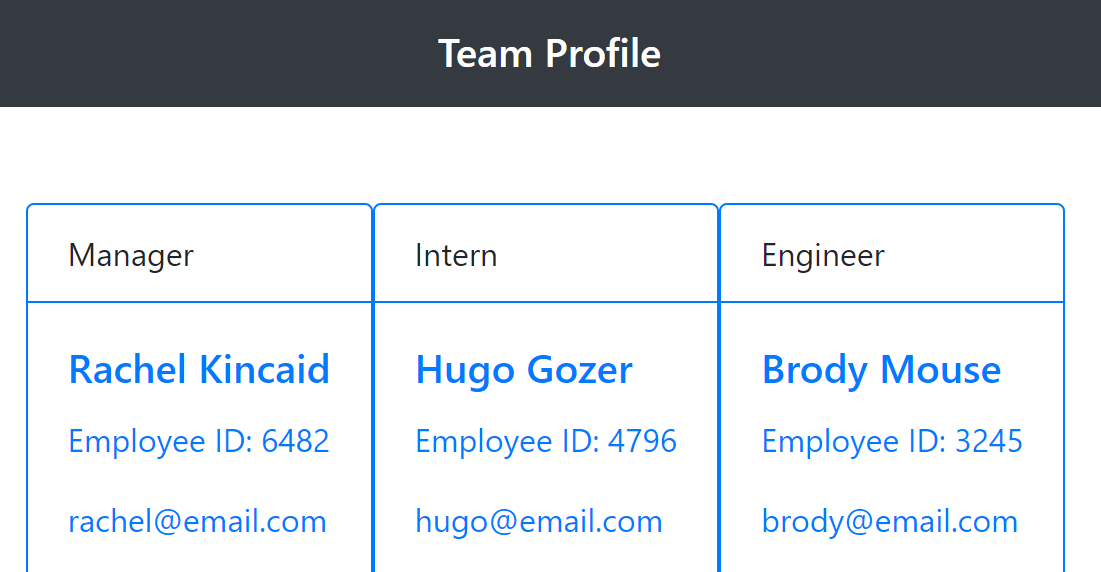 Team Profile
Manager
Rachel Kincaid
Employee ID: 6482
rachel@email.com
Intern
Hugo Gozer
Employee ID: 4796
hugo@email.com
Engineer
Brody Mouse
Employee ID: 3245
brody@email.com